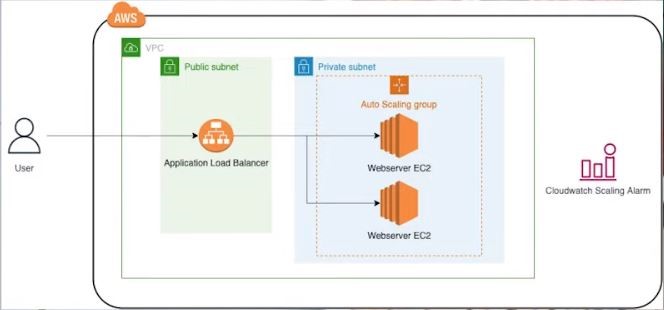 AWS
VPC
Public subnet
Private subnet
Auto Scaling group
User
Application Load Balancer
Webserver EC2
Cloudwatch Scaling Alarm
Webserver EC2